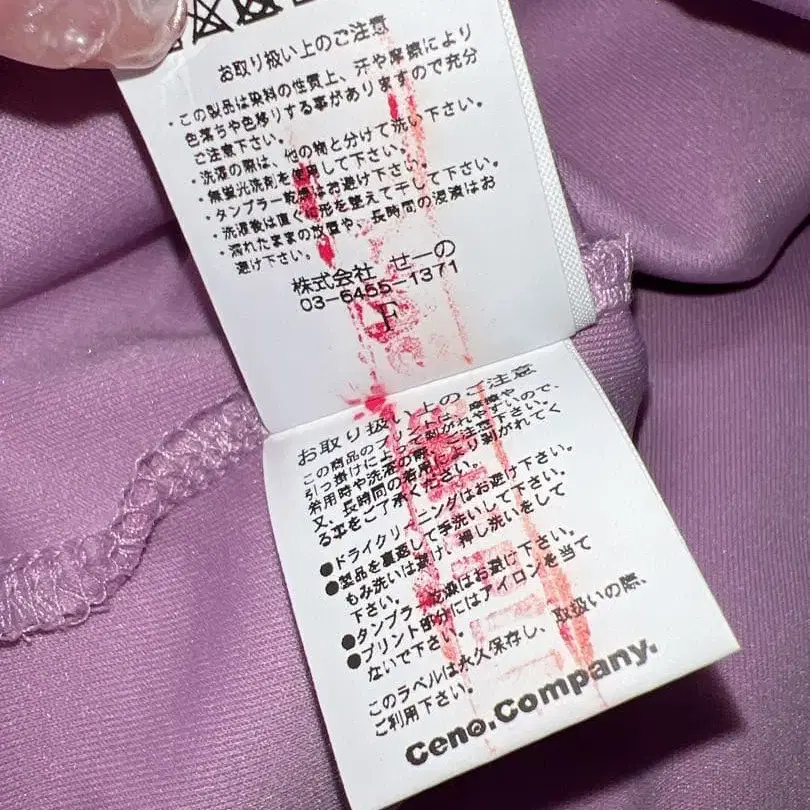 お取り扱い上のご注意
・この製品は染料の性質上、汗や摩擦により
色落ちや色移りする事がありますので充分
ご注意下さい。
・洗濯の際は、他の物と分けて洗い下さい。
・無蛍光洗剤を使用して下さい。
・タンブラー乾燥はお避け下さい。
・洗濯後は直ぐに形を整えて干して下さい。
・濡れたままの放置や、長時間の浸漬はお
避け下さい。
株式会社 せーの
03-6455-1371
F
お取り扱い上のご注意
この商品のプリントは、摩擦や
引っ掛けによって剥がれやすいので、
着用時や洗濯の際、ご注意下さい。
又、長時間の着用により剥がれてく
る事をご了承ください。
●ドライクリーニングはお避け下さい。
●製品を裏返して手洗いして下さい。
もみ洗いは避け、押し洗いをして
下さい。
●タンブラー乾燥はお避け下さい。
●プリント部分にはアイロンを当て
ないで下さい。
このラベルは永久保存し、取扱いの際、
ご利用下さい。
Ceno.Company.